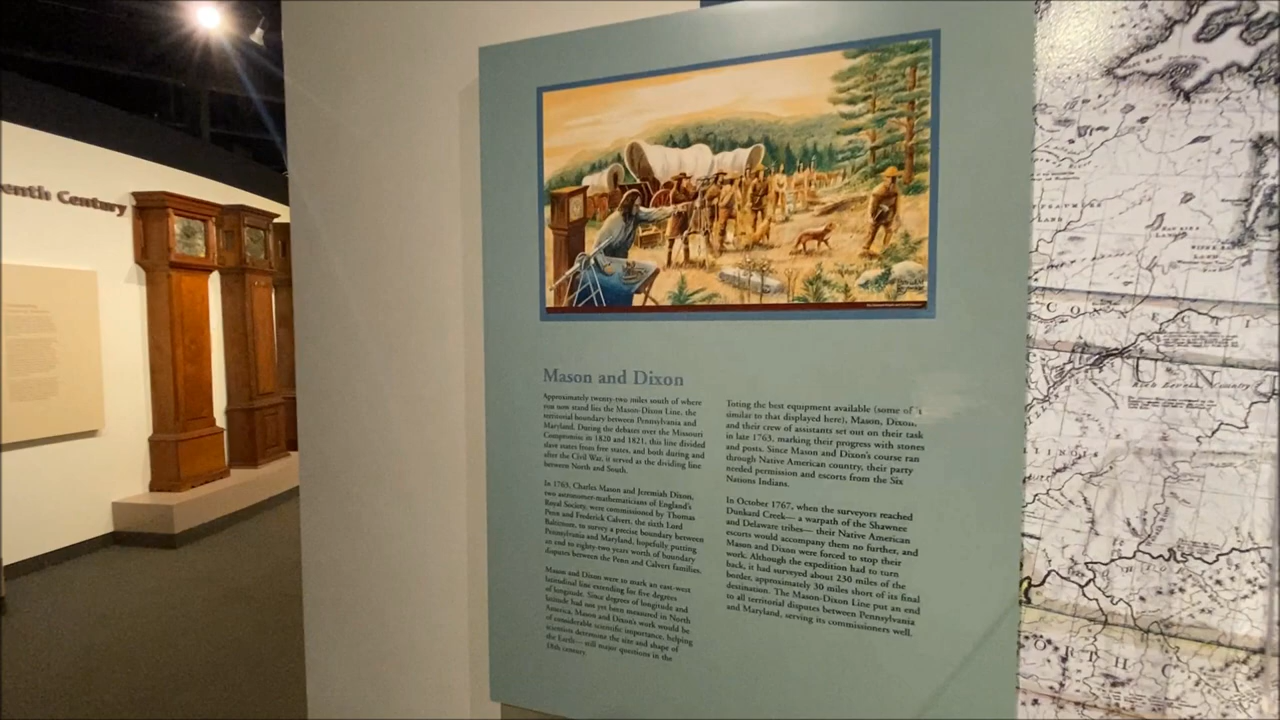 enth Century
Mason and Dixon
Approximately twenty-two miles south of where
you now stand lies the Mason-Dixon Line, the
territorial boundary between Pennsylvania and
Maryland. During the debates over the Missouri
Compromise in 1820 and 1821, this line divided
slave states from free states, and both during and
after the Civil War, it served as the dividing line
between North and South.
In 1763, Charles Mason and Jeremiah Dixon,
two astronomer-mathematicians of England's
Royal Society, were commissioned by Thomas
Penn and Frederick Calvert, the sixth Lord
Baltimore, to survey a precise boundary between
Pennsylvania and Maryland, hopefully putting
an end to eighty-two years worth of boundary
disputes between the Penn and Calvert families.
Mason and Dixon were to mark an east-west
latitudinal line extending for five degrees
of longitude. Since degrees of longitude and
latitude had not yet been measured in North
America, Mason and Dixon's work would be
of considerable scientific importance, helping
scientists determine the size and shape of
the Earth— still major questions in the
18th century.
Toting the best equipment available (some of it
similar to that displayed here), Mason, Dixon,
and their crew of assistants set out on their task
in late 1763, marking their progress with stones
and posts. Since Mason and Dixon's course ran
through Native American country, their party
needed permission and escorts from the Six
Nations Indians.
In October 1767, when the surveyors reached
Dunkard Creek— a warpath of the Shawnee
and Delaware tribes— their Native American
escorts would accompany them no further, and
Mason and Dixon were forced to stop their
work. Although the expedition had to turn
back, it had surveyed about 230 miles of the
border, approximately 30 miles short of its final
destination. The Mason-Dixon Line put an end
to all territorial disputes between Pennsylvania
and Maryland, serving its commissioners well.
LAND
CONNECTI
ILLINOIS
ORTH C